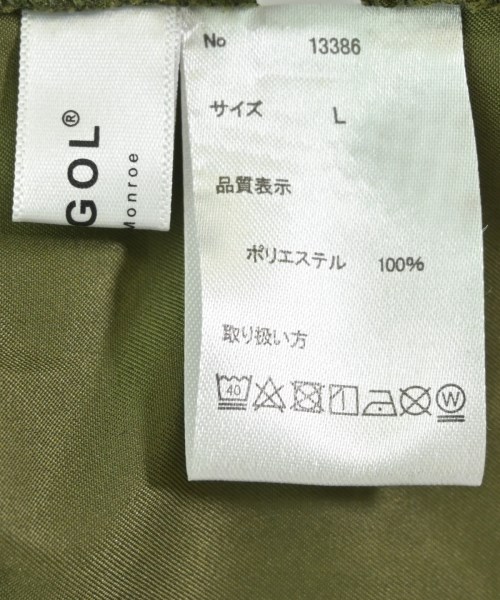 GOL®
Monroe
No 13386
サイズ L
品質表示
ポリエステル 100%
取り扱い方
40
W